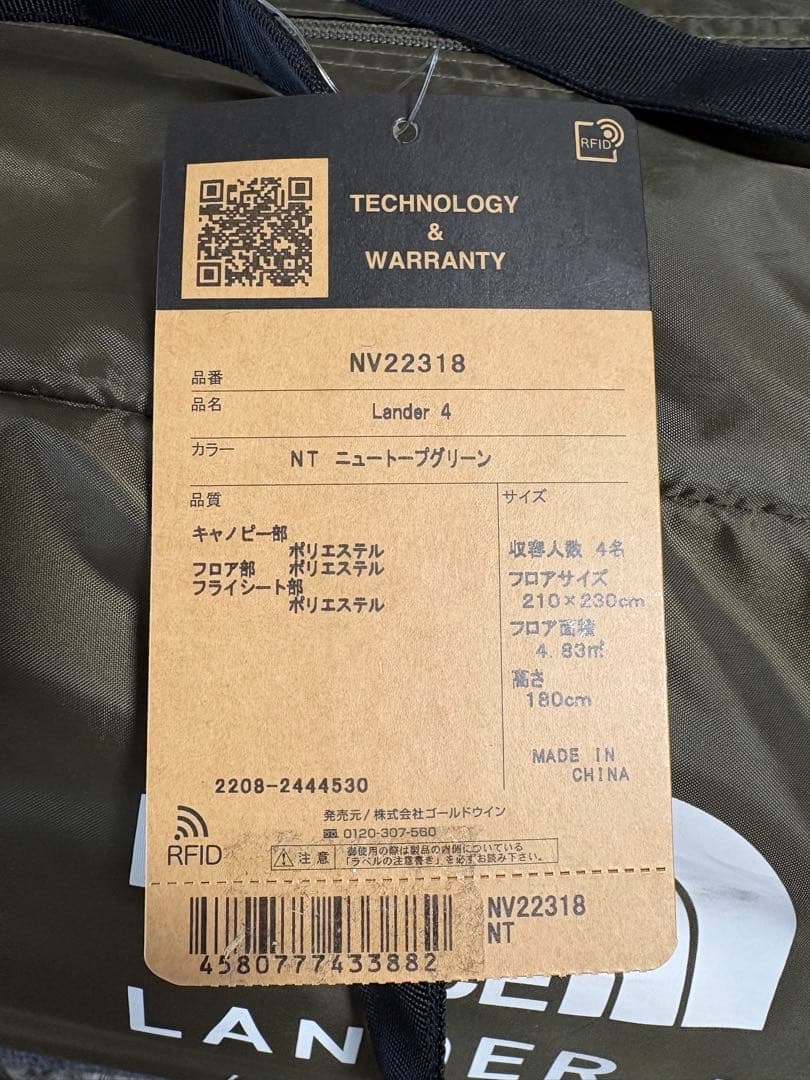 RFID
TECHNOLOGY
&
WARRANTY
品番 NV22318
品名 Lander 4
カラー NT ニュートープグリーン
品質
キャノピー部
ポリエステル
フロア部 ポリエステル
フライシート部
ポリエステル
サイズ
収容人数 4名
フロアサイズ
210×230cm
フロア面積
4.83㎡
高さ
180cm
MADE IN
CHINA
2208-2444530
RFID
発売元/株式会社ゴールドウイン
0120-307-560
注意 御使用の際は製品の内側についている
「ラベルの注意書き」を必ずお読み下さい。
4580777433882
NV22318
NT
LANDER